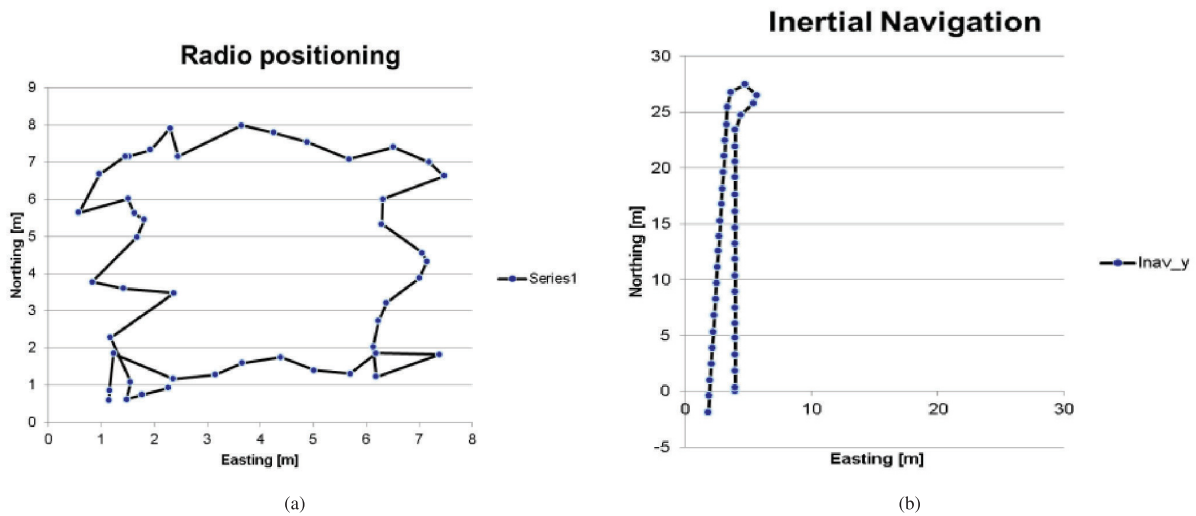 Radio positioning
9
8
7
6
5
4
3
2
1
0
Northing [m]
0 1 2 3 4 5 6 7 8
Easting [m]
Series1
(a)
Inertial Navigation
30
25
20
15
10
5
0
-5
Northing [m]
0 10 20 30
Easting [m]
Inav_y
(b)